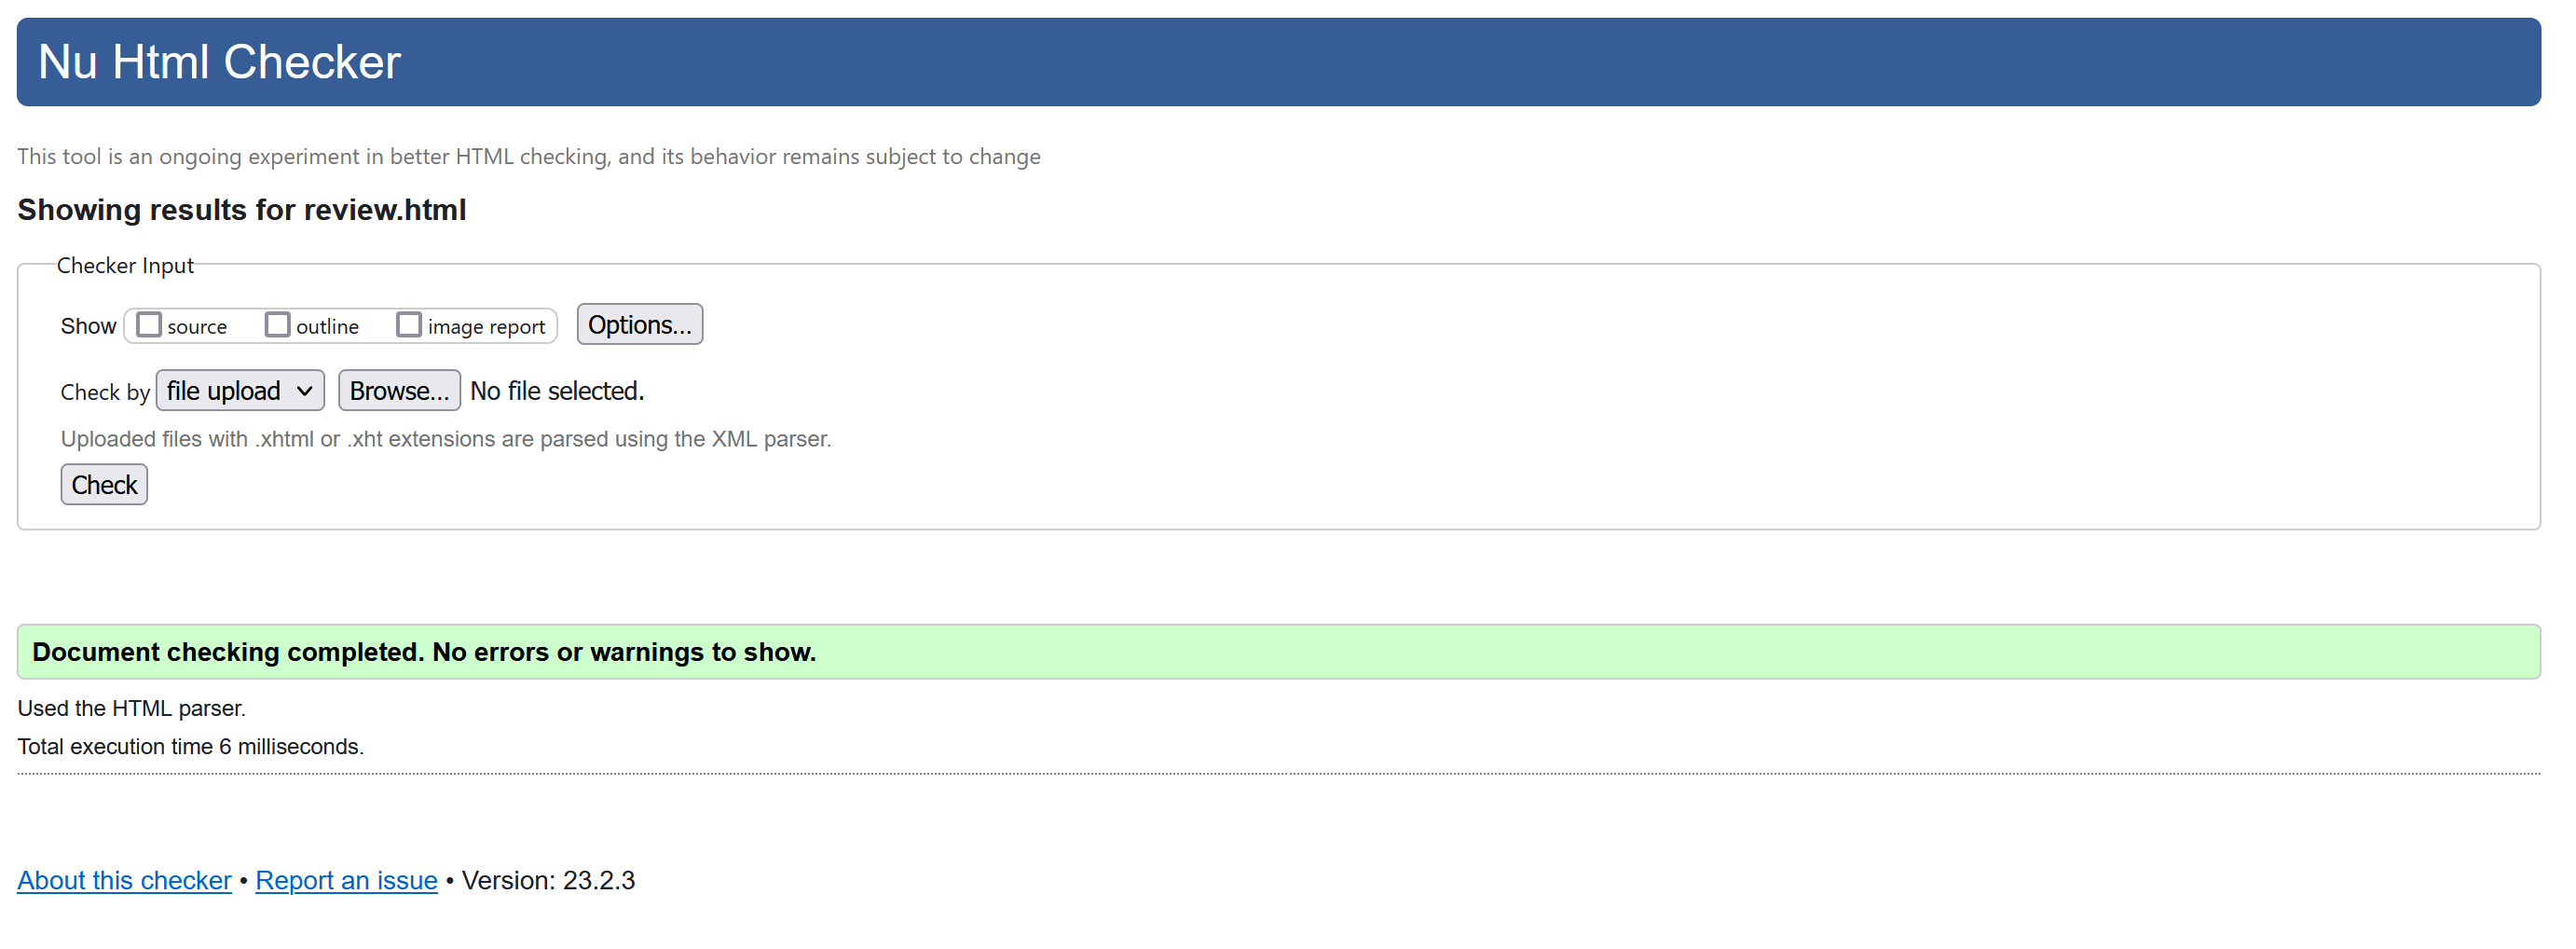 Nu Html Checker
This tool is an ongoing experiment in better HTML checking, and its behavior remains subject to change
Showing results for review.html
Checker Input
Show source outline image report Options...
Check by file upload Browse... No file selected.
Uploaded files with .xhtml or .xht extensions are parsed using the XML parser.
Check
Document checking completed. No errors or warnings to show.
Used the HTML parser.
Total execution time 6 milliseconds.
About this checker • Report an issue • Version: 23.2.3